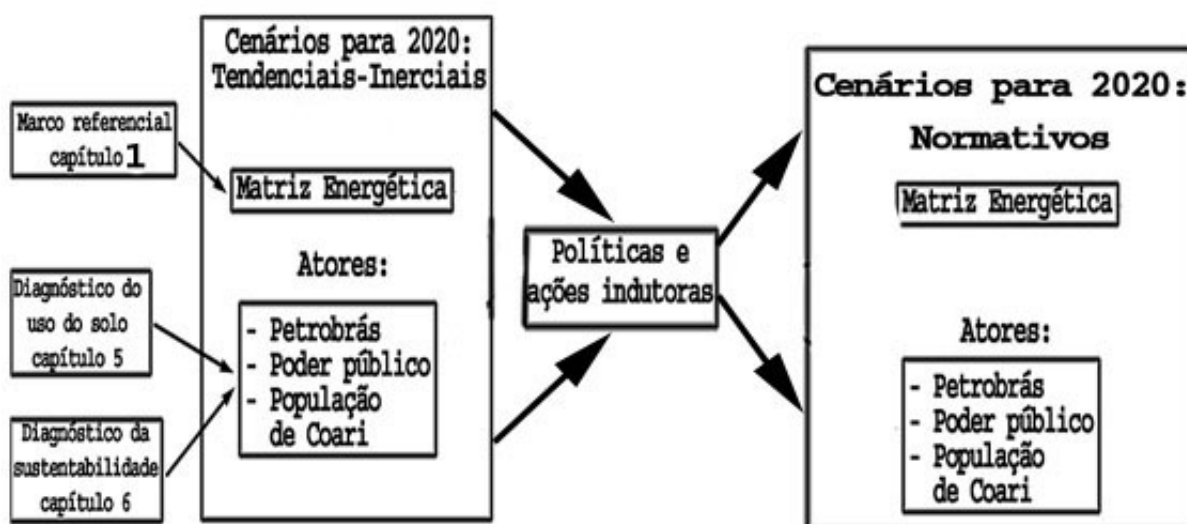 Marco referencial
capítulo 1
Diagnóstico do
uso do solo
capítulo 5
Diagnóstico da
sustentabilidade
capítulo 6
Cenários para 2020:
Tendenciais-Inerciais
Matriz Energética
Atores:
- Petrobrás
- Poder público
- População
de Coari
Políticas e
ações indutoras
Cenários para 2020:
Normativos
Matriz Energética
Atores:
- Petrobrás
- Poder público
- População
de Coari